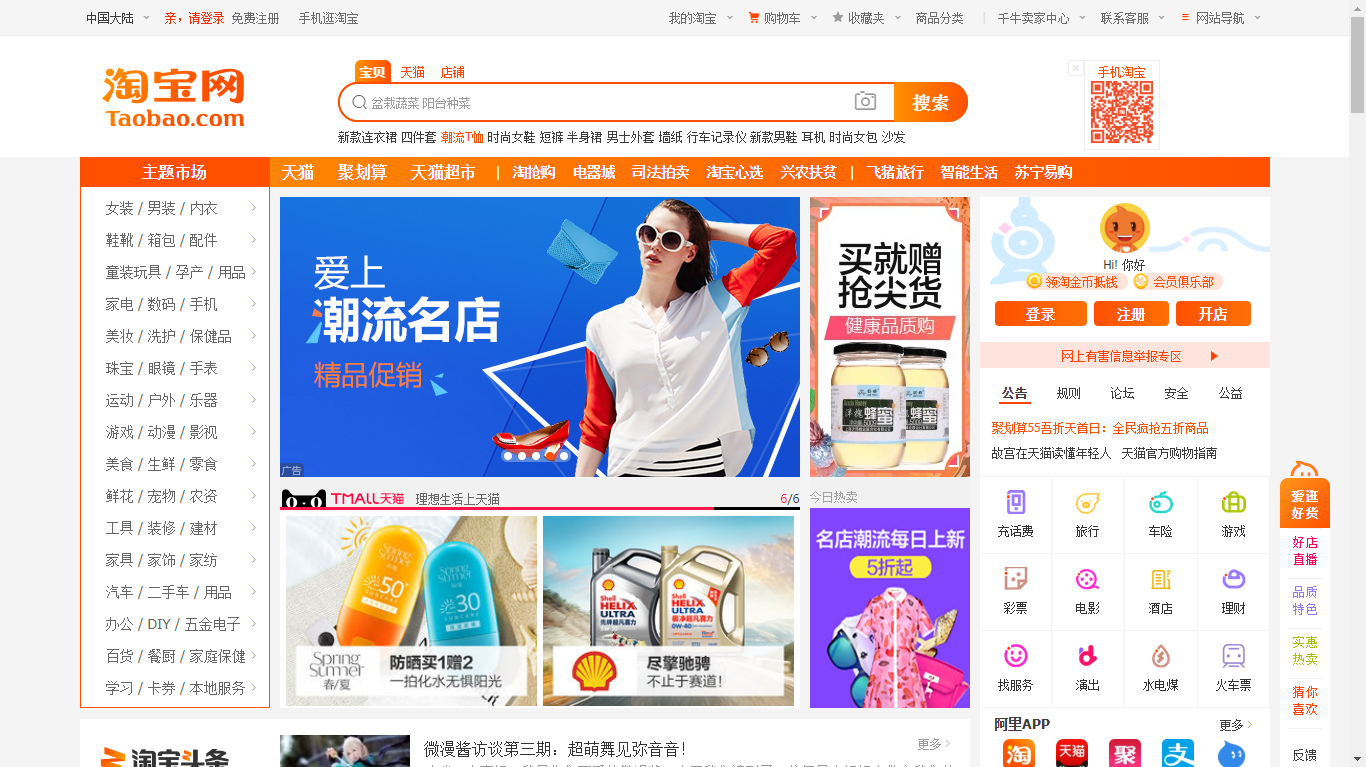 中国大陆 亲，请登录 免费注册 手机逛淘宝 我的淘宝 购物车 收藏夹 商品分类 千牛卖家中心 联系客服 网站导航
淘宝网
Taobao.com
宝贝 天猫 店铺
盆栽蔬菜 阳台种菜
搜索
新款连衣裙 四件套 潮流T恤 时尚女鞋 短裤 半身裙 男士外套 墙纸 行车记录仪 新款男鞋 耳机 时尚女包 沙发
手机淘宝
主题市场 天猫 聚划算 天猫超市 | 淘抢购 电器城 司法拍卖 淘宝心选 兴农扶贫 | 飞猪旅行 智能生活 苏宁易购
女装 / 男装 / 内衣
鞋靴 / 箱包 / 配件
童装玩具 / 孕产 / 用品
家电 / 数码 / 手机
美妆 / 洗护 / 保健品
珠宝 / 眼镜 / 手表
运动 / 户外 / 乐器
游戏 / 动漫 / 影视
美食 / 生鲜 / 零食
鲜花 / 宠物 / 农资
工具 / 装修 / 建材
家具 / 家饰 / 家纺
汽车 / 二手车 / 用品
办公 / DIY / 五金电子
百货 / 餐厨 / 家庭保健
学习 / 卡券 / 本地服务
爱上
潮流名店
精品促销
广告
TMALL天猫 理想生活上天猫 6/6
Spring Summer
SUNCARE
50+
Spring Summer
30
Spring Summer
春/夏
防晒买1赠2
一拍化水无惧阳光
Shell
HELIX
ULTRA
Shell
HELIX
ULTRA
0W-40
尽擎驰骋
不止于赛道!
买就赠
抢尖货
健康品质购
洋槐蜂蜜
蜂蜜
今日热卖
名店潮流每日上新
5折起
Hi! 你好
领淘金币抵钱 会员俱乐部
登录 注册 开店
网上有害信息举报专区
公告 规则 论坛 安全 公益
聚划算55吾折天首日：全民疯抢五折商品
故宫在天猫读懂年轻人 天猫官方购物指南
充话费 旅行 车险 游戏
彩票 电影 酒店 理财
找服务 演出 水电煤 火车票
阿里APP 更多
淘 天猫 聚 支
爱逛
好货
好店
直播
品质
特色
实惠
热卖
猜你
喜欢
反馈
淘宝头条
微漫酱访谈第三期：超萌舞见弥音音！ 更多